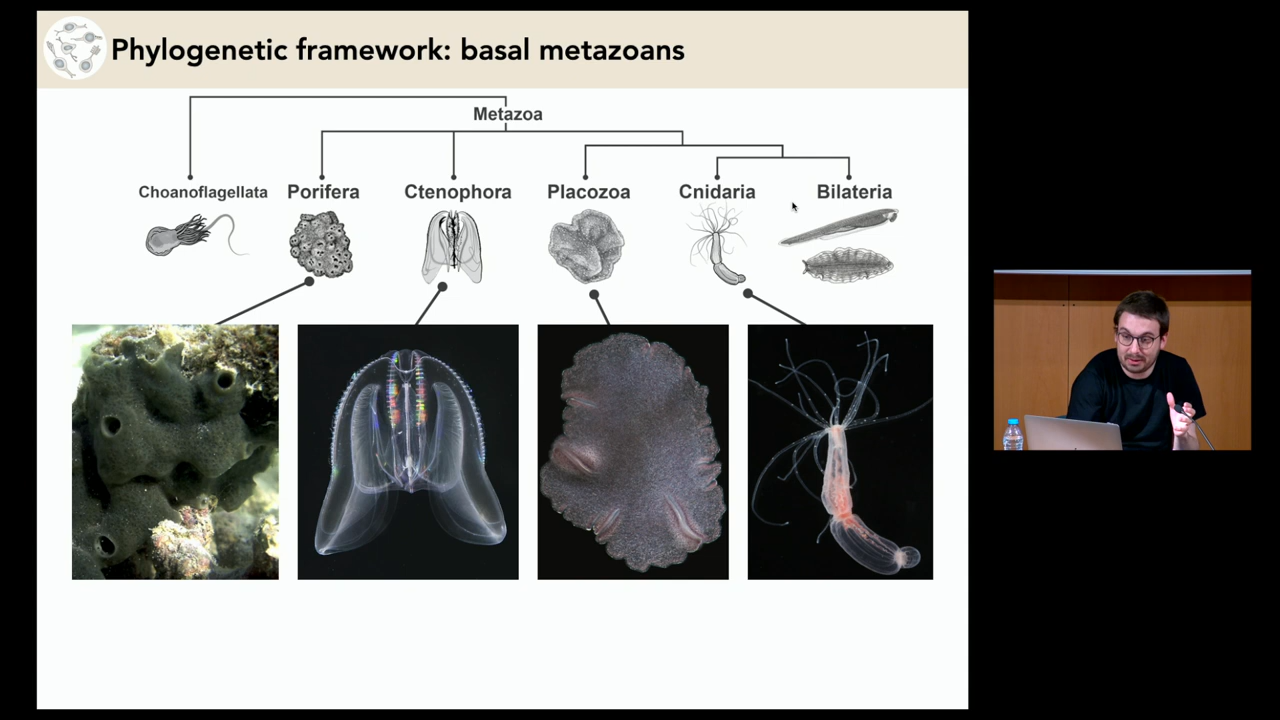 Phylogenetic framework: basal metazoans
Metazoa
Choanoflagellata Porifera Ctenophora Placozoa Cnidaria Bilateria